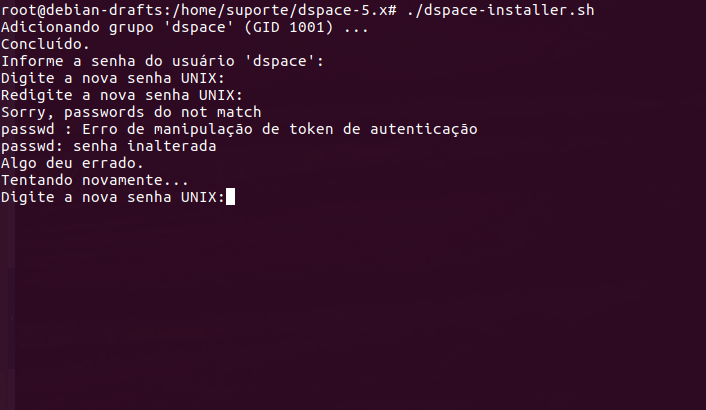 root@debian-drafts:/home/suporte/dspace-5.x# ./dspace-installer.sh
Adicionando grupo 'dspace' (GID 1001) ...
Concluído.
Informe a senha do usuário 'dspace':
Digite a nova senha UNIX:
Redigite a nova senha UNIX:
Sorry, passwords do not match
passwd : Erro de manipulação de token de autenticação
passwd: senha inalterada
Algo deu errado.
Tentando novamente...
Digite a nova senha UNIX: